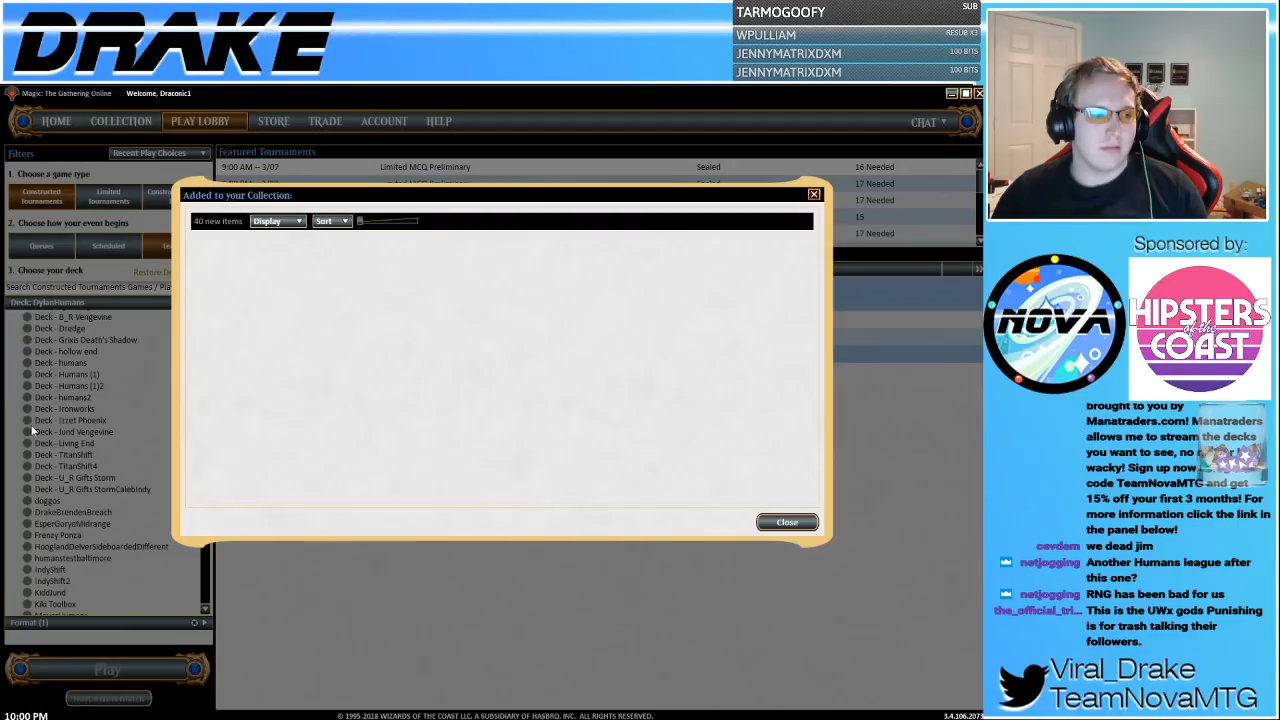 DRAKE
TARMOGOOFY SUB
WPULLIAM RESUB X3
JENNYMATRIXDXM 100 BITS
JENNYMATRIXDXM 100 BITS
Magic: The Gathering Online Welcome, Draconic1
HOME COLLECTION PLAY LOBBY STORE TRADE ACCOUNT HELP CHAT
Filters Recent Play Choices Featured Tournaments
1. Choose a game type
9:00 AM -- 3/07 Limited MCQ Preliminary Sealed 16 Needed
17 Needed
Constructed Tournaments
Limited Tournaments
17 Needed
15
17 Needed
2. Choose how your event begins
Queues Scheduled
3. Choose your deck
Search Constructed Tournaments Games / Pla
Deck: DylanHumans
Deck - B_R Vengevine
Deck - Dredge
Deck - Grixis Death's Shadow
Deck - hollow end
Deck - humans
Deck - Humans (1)
Deck - Humans (1)2
Deck - humans2
Deck - Ironworks
Deck - Izzet Phoenix
Deck - Jund Vengevine
Deck - Living End
Deck - TitanShift
Deck - TitanShift4
Deck - U_R Gifts Storm
Deck - U_R Gifts StormCalebIndy
doggos
DrakeBrendenBreach
EsperGoryoMidrange
Frenzy Ponza
HooglandDelverSideboardedDifferent
humanstestbaltimore
IndyShift
IndyShift2
KiddJund
Kiki Toolbox
Format (1)
Play
10:00 PM
Added to your Collection:
40 new items Display Sort
Close
© 1995-2018 WIZARDS OF THE COAST LLC, A SUBSIDIARY OF HASBRO, INC. ALL RIGHTS RESERVED.
Sponsored by:
NOVA
HIPSTERS
of the
COAST
brought to you by
Manatraders.com! Manatraders
allows me to stream the decks
you want to see, no
wacky! Sign up now
code TeamNovaMTG and get
15% off your first 3 months! For
more information click the link in
the panel below!
cevdem we dead jim
netjogging Another Humans league after
this one?
netjogging RNG has been bad for us
the_official_tri... This is the UWx gods Punishing
is for trash talking their
followers.
Viral_Drake
TeamNovaMTG